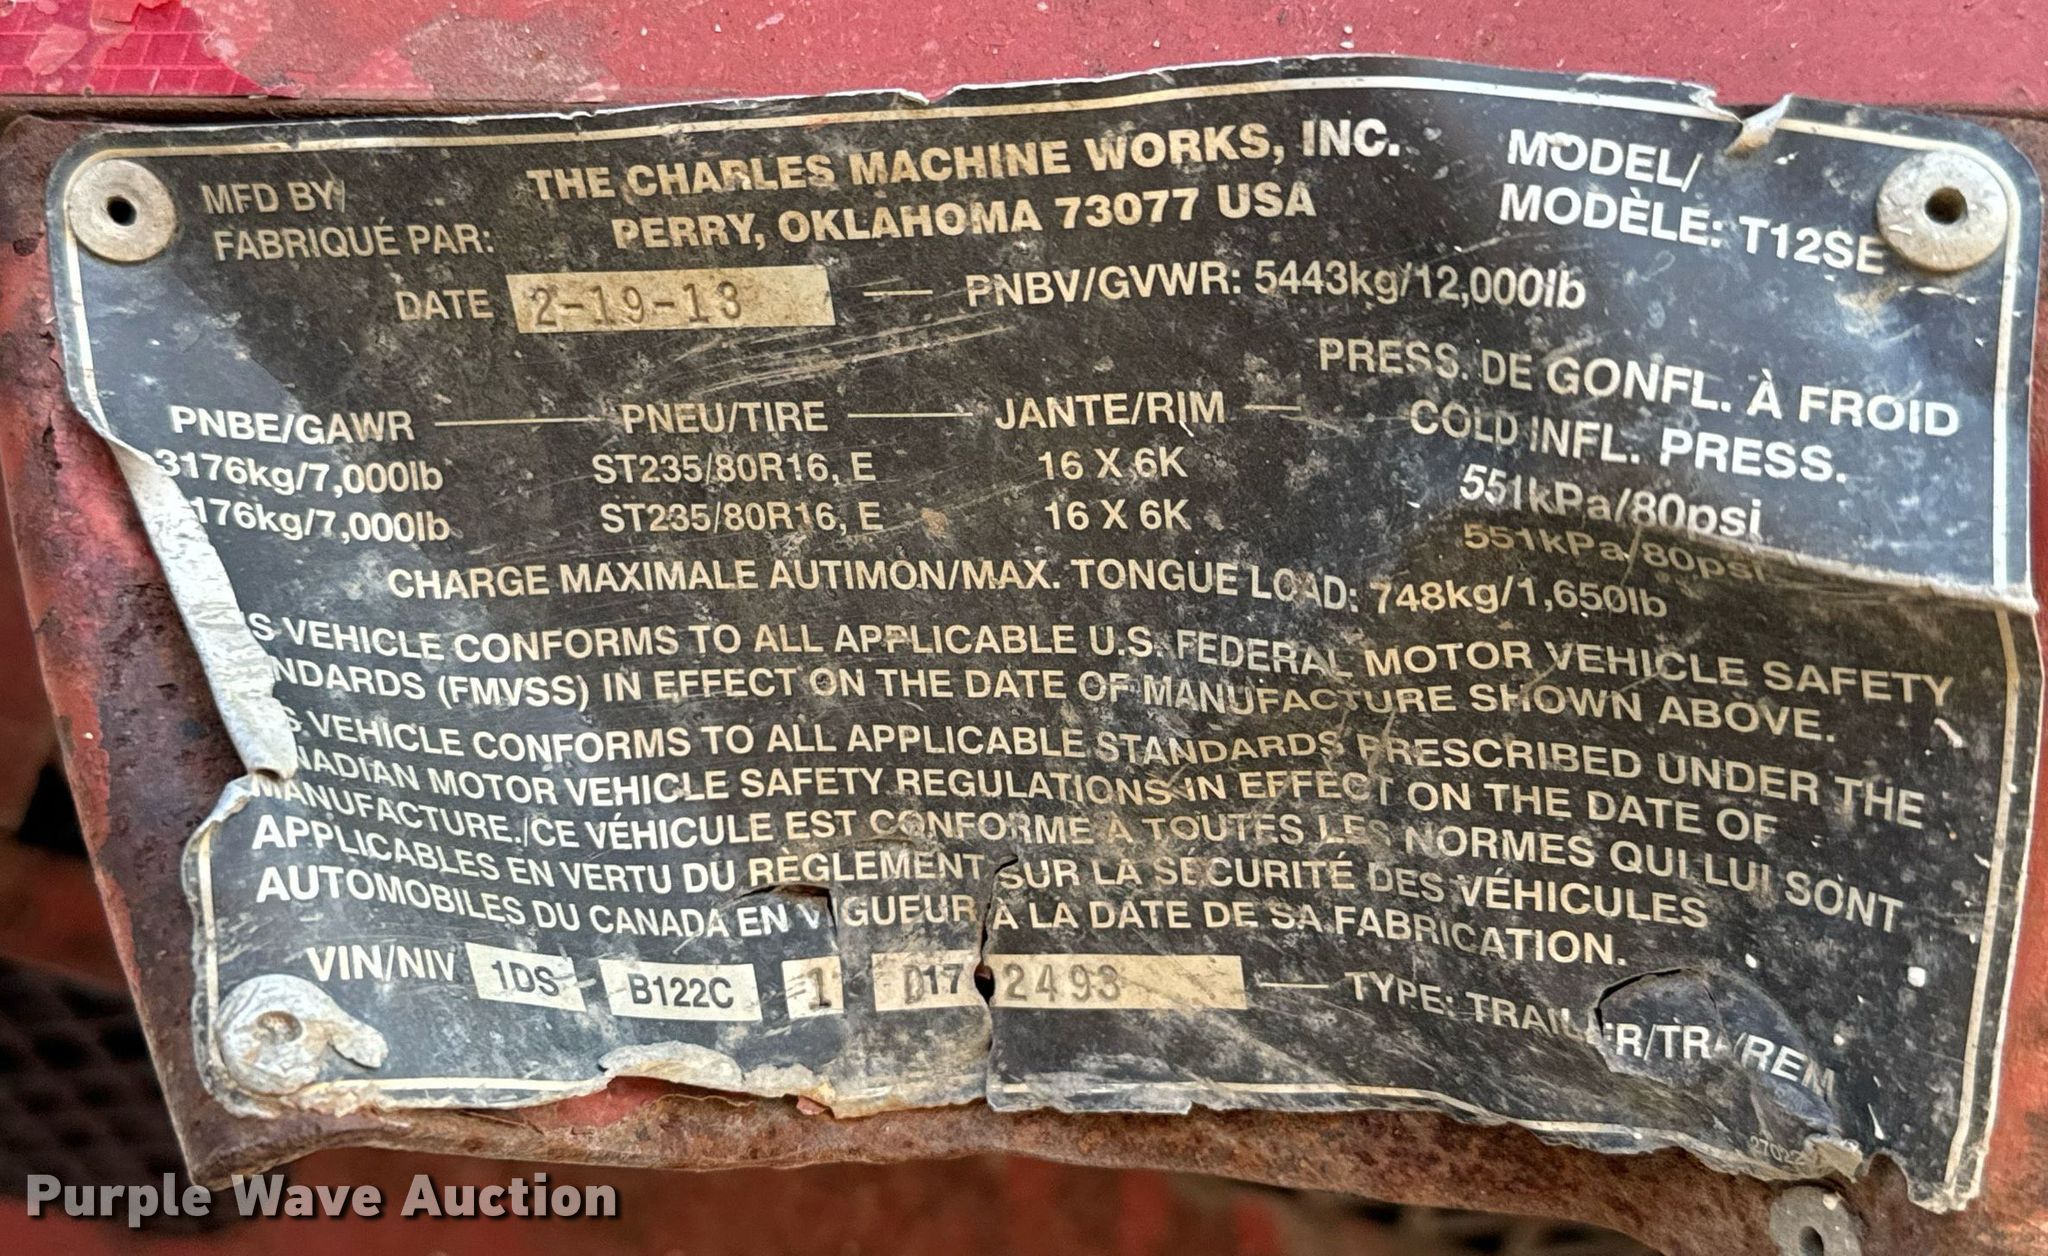 MFD BY/
FABRIQUÉ PAR:
THE CHARLES MACHINE WORKS, INC.
PERRY, OKLAHOMA 73077 USA
MODEL/
MODÈLE: T12SE
DATE 2-19-13 — PNBV/GVWR: 5443kg/12,000lb
PRESS. DE GONFL. À FROID
PNBE/GAWR — PNEU/TIRE — JANTE/RIM — COLD INFL. PRESS.
3176kg/7,000lb ST235/80R16, E 16 X 6K 551kPa/80psi
176kg/7,000lb ST235/80R16, E 16 X 6K 551kPa/80psi
CHARGE MAXIMALE AUTIMON/MAX. TONGUE LOAD: 748kg/1,650lb
S VEHICLE CONFORMS TO ALL APPLICABLE U.S. FEDERAL MOTOR VEHICLE SAFETY
NDARDS (FMVSS) IN EFFECT ON THE DATE OF MANUFACTURE SHOWN ABOVE.
S VEHICLE CONFORMS TO ALL APPLICABLE STANDARDS PRESCRIBED UNDER THE
NADIAN MOTOR VEHICLE SAFETY REGULATIONS IN EFFECT ON THE DATE OF
MANUFACTURE./CE VÉHICULE EST CONFORME À TOUTES LES NORMES QUI LUI SONT
APPLICABLES EN VERTU DU RÈGLEMENT SUR LA SÉCURITÉ DES VÉHICULES
AUTOMOBILES DU CANADA EN VIGUEUR À LA DATE DE SA FABRICATION.
VIN/NIV 1DS B122C 1 D17 2493 — TYPE: TRAILER/TRA/REM
Purple Wave Auction